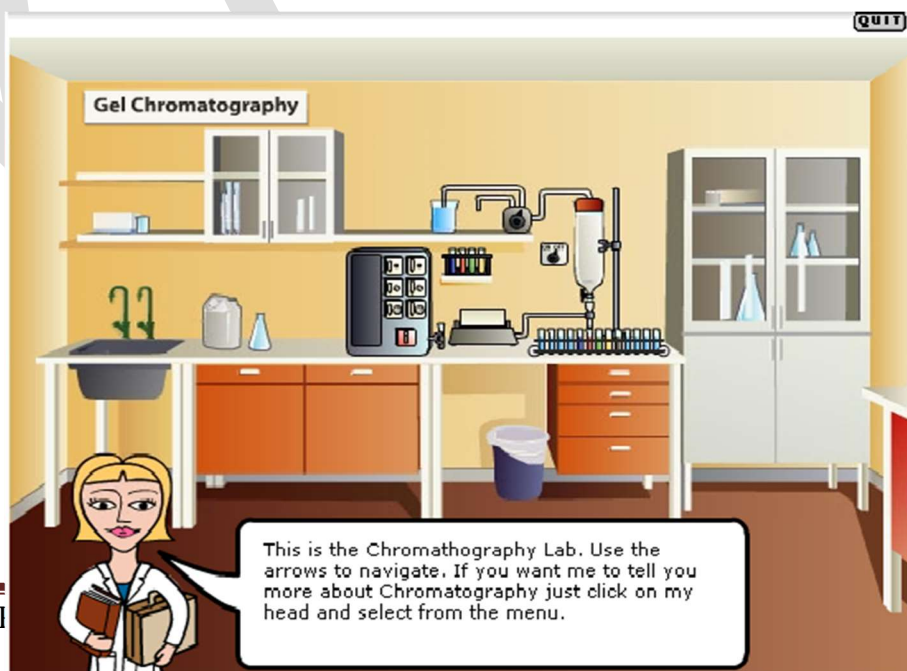 QUIT
Gel Chromatography
This is the Chromathography Lab. Use the
arrows to navigate. If you want me to tell you
more about Chromatography just click on my
head and select from the menu.